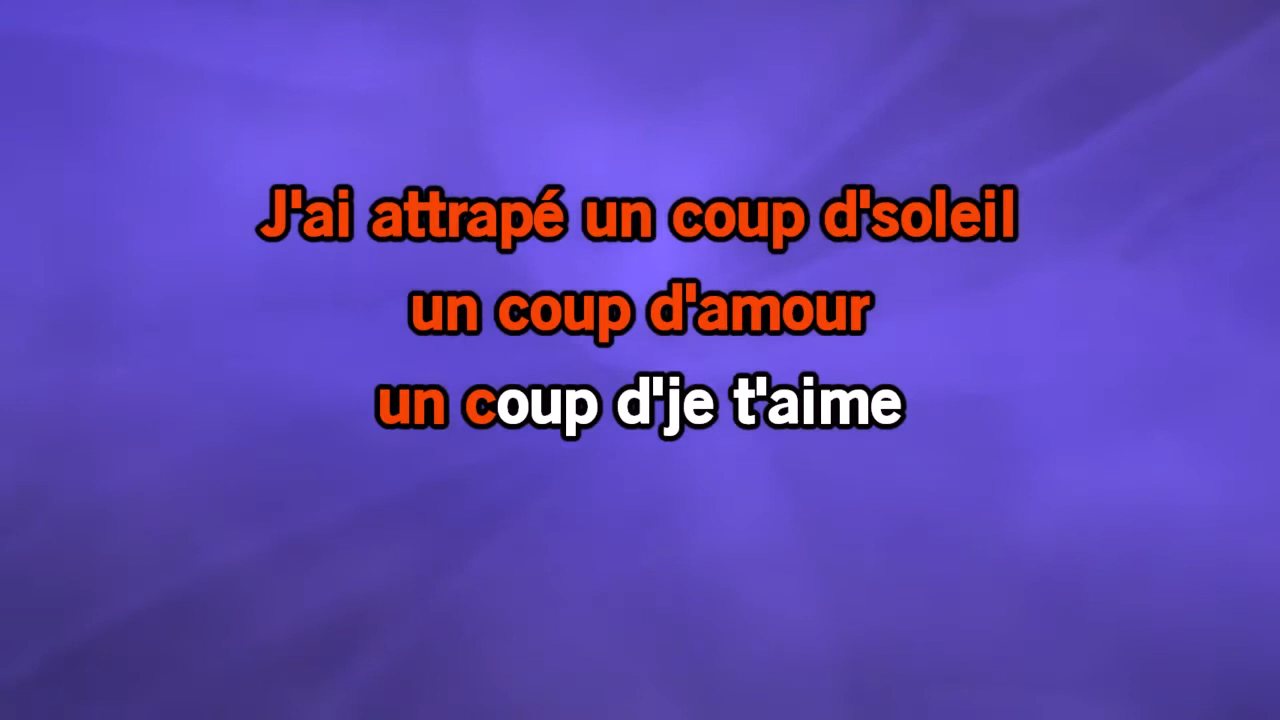 J'ai attrapé un coup d'soleil
un coup d'amour
un coup d'je t'aime